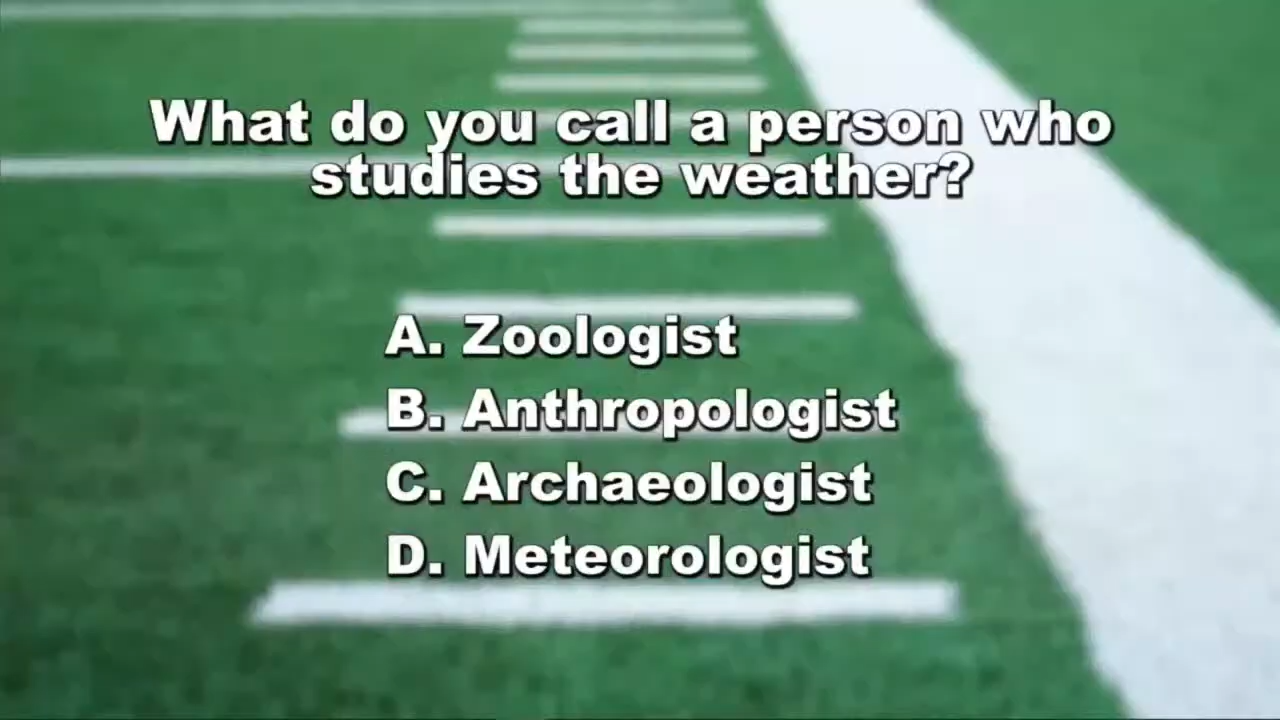 What do you call a person who
studies the weather?
A. Zoologist
B. Anthropologist
C. Archaeologist
D. Meteorologist